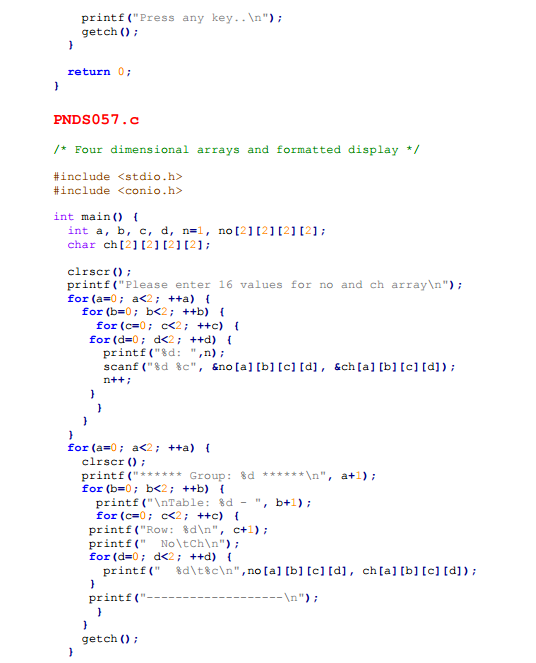 printf("Press any key..\n");
    getch();
  }

  return 0;
}

PNDS057.c

/* Four dimensional arrays and formatted display */

#include <stdio.h>
#include <conio.h>

int main() {
  int a, b, c, d, n=1, no[2][2][2][2];
  char ch[2][2][2][2];

  clrscr();
  printf("Please enter 16 values for no and ch array\n");
  for(a=0; a<2; ++a) {
    for(b=0; b<2; ++b) {
      for(c=0; c<2; ++c) {
     for(d=0; d<2; ++d) {
       printf("%d: ",n);
       scanf("%d %c", &no[a][b][c][d], &ch[a][b][c][d]);
       n++;
     }
      }
    }
  }
  for(a=0; a<2; ++a) {
    clrscr();
    printf("****** Group: %d ******\n", a+1);
    for(b=0; b<2; ++b) {
      printf("\nTable: %d - ", b+1);
      for(c=0; c<2; ++c) {
     printf("Row: %d\n", c+1);
     printf("  No\tCh\n");
     for(d=0; d<2; ++d) {
       printf("  %d\t%c\n",no[a][b][c][d], ch[a][b][c][d]);
     }
     printf("-------------------\n");
      }
    }
    getch();
  }